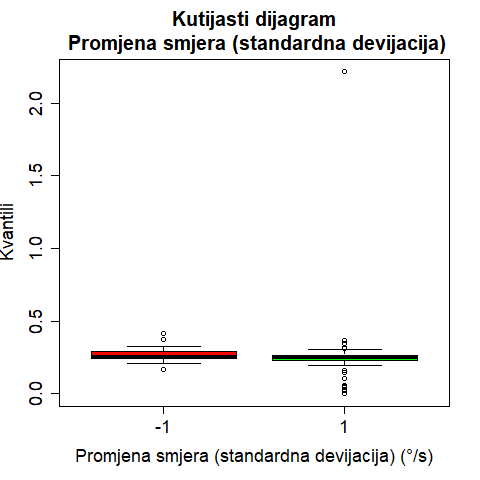 Kutijasti dijagram
Promjena smjera (standardna devijacija)
Kvantili
2.0
1.5
1.0
0.5
0.0
-1
1
Promjena smjera (standardna devijacija) (°/s)